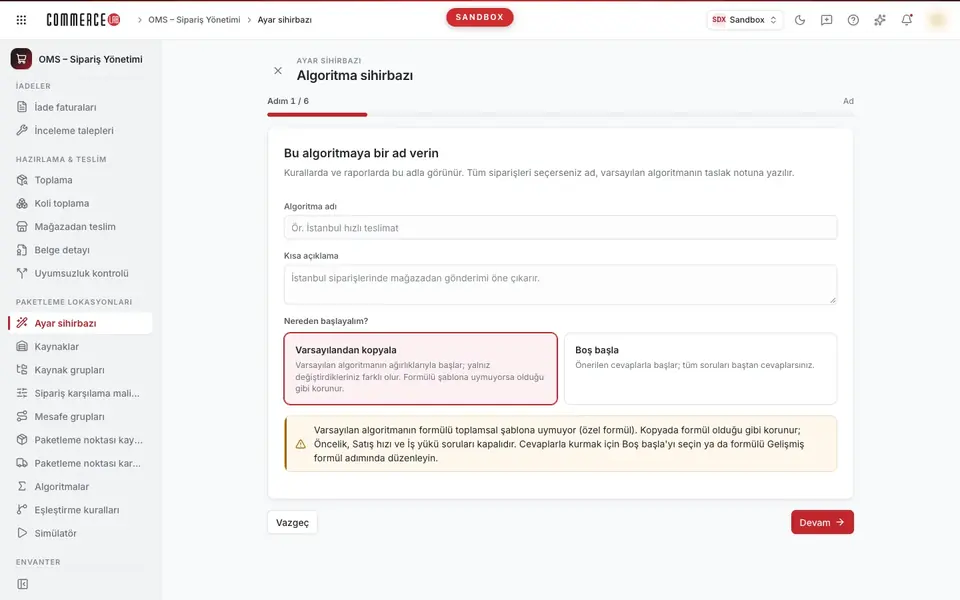 COMMERCE LAB
OMS – Sipariş Yönetimi
Ayar sihirbazı
SANDBOX
SDX Sandbox
OMS – Sipariş Yönetimi
İADELER
İade faturaları
İnceleme talepleri
HAZIRLAMA & TESLİM
Toplama
Koli toplama
Mağazadan teslim
Belge detayı
Uyumsuzluk kontrolü
PAKETLEME LOKASYONLARI
Ayar sihirbazı
Kaynaklar
Kaynak grupları
Sipariş karşılama mali...
Mesafe grupları
Paketleme noktası kay...
Paketleme noktası kar...
Algoritmalar
Eşleştirme kuralları
Simülatör
ENVANTER
AYAR SİHİRBAZI
Algoritma sihirbazı
Adım 1 / 6
Ad
Bu algoritmaya bir ad verin
Kurallarda ve raporlarda bu adla görünür. Tüm siparişleri seçerseniz ad, varsayılan algoritmanın taslak notuna yazılır.
Algoritma adı
Ör. İstanbul hızlı teslimat
Kısa açıklama
İstanbul siparişlerinde mağazadan gönderimi öne çıkarır.
Nereden başlayalım?
Varsayılandan kopyala
Varsayılan algoritmanın ağırlıklarıyla başlar; yalnız
değiştirdikleriniz farklı olur. Formülü şablona uymuyorsa olduğu
gibi korunur.
Boş başla
Önerilen cevaplarla başlar; tüm soruları baştan cevaplarsınız.
Varsayılan algoritmanın formülü toplamsal şablona uymuyor (özel formül). Kopyada formül olduğu gibi korunur;
Öncelik, Satış hızı ve İş yükü soruları kapalıdır. Cevaplarla kurmak için Boş başla'yı seçin ya da formülü Gelişmiş
formül adımında düzenleyin.
Vazgeç
Devam